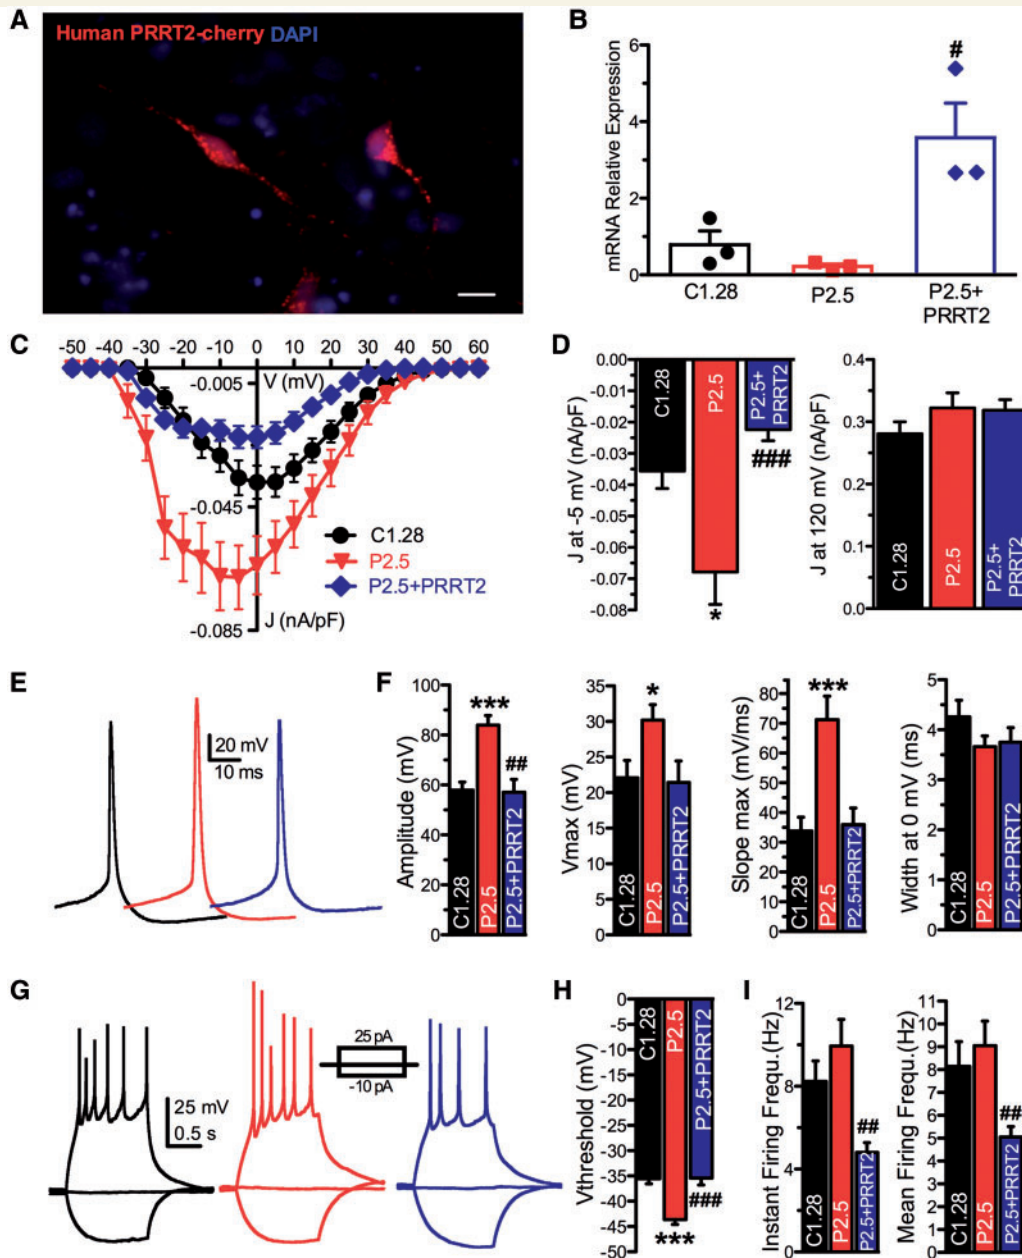 A
Human PRRT2-cherry DAPI
B
mRNA Relative Expression
6
4
2
0
#
C1.28
P2.5
P2.5+
PRRT2
C
-50 -40 -30 -20 -10 0 10 20 30 40 50 60
V (mV)
-0.005
-0.045
-0.085
J (nA/pF)
C1.28
P2.5
P2.5+PRRT2
D
J at -5 mV (nA/pF)
0.00
-0.01
-0.02
-0.03
-0.04
-0.05
-0.06
-0.07
-0.08
C1.28
P2.5
P2.5+
PRRT2
###
*
J at 120 mV (nA/pF)
0.4
0.3
0.2
0.1
0.0
C1.28
P2.5
P2.5+
PRRT2
E
20 mV
10 ms
F
Amplitude (mV)
100
80
60
40
20
0
***
##
C1.28
P2.5
P2.5+PRRT2
Vmax (mV)
35
30
25
20
15
10
5
0
*
C1.28
P2.5
P2.5+PRRT2
Slope max (mV/ms)
80
70
60
50
40
30
20
10
0
***
C1.28
P2.5
P2.5+PRRT2
Width at 0 mV (ms)
5
4
3
2
1
0
C1.28
P2.5
P2.5+PRRT2
G
25 mV
0.5 s
25 pA
-10 pA
H
Vthreshold (mV)
0
-5
-10
-15
-20
-25
-30
-35
-40
-45
-50
C1.28
P2.5
P2.5+PRRT2
***
###
I
Instant Firing Frequ.(Hz)
12
8
4
0
##
C1.28
P2.5
P2.5+PRRT2
Mean Firing Frequ.(Hz)
11
10
9
8
7
6
5
4
3
2
1
##
C1.28
P2.5
P2.5+PRRT2